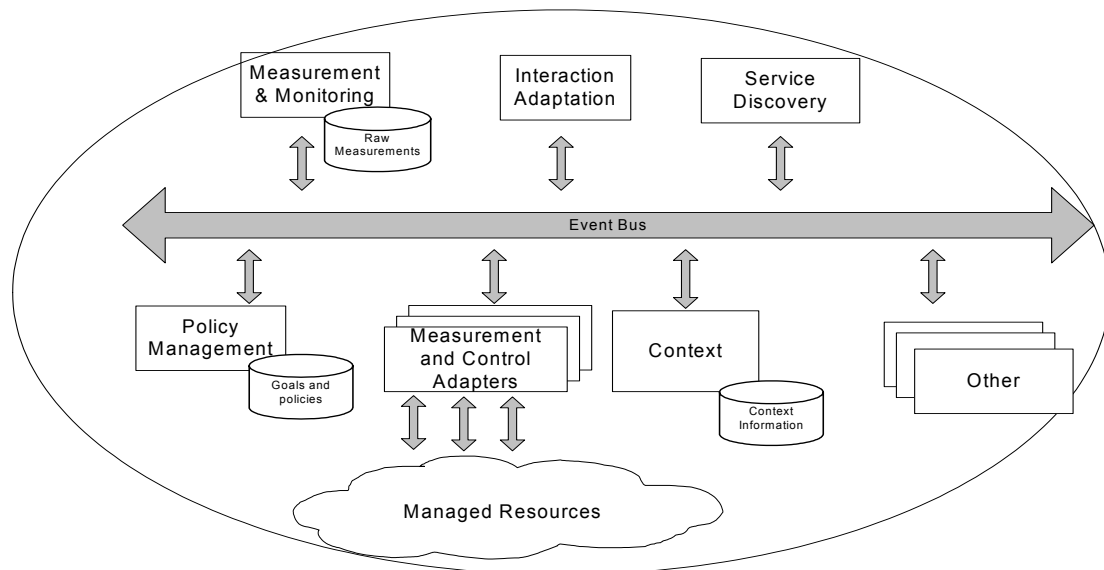 Measurement
& Monitoring
Raw
Measurements
Interaction
Adaptation
Service
Discovery
Event Bus
Policy
Management
Goals and
policies
Measurement
and Control
Adapters
Context
Context
Information
Other
Managed Resources